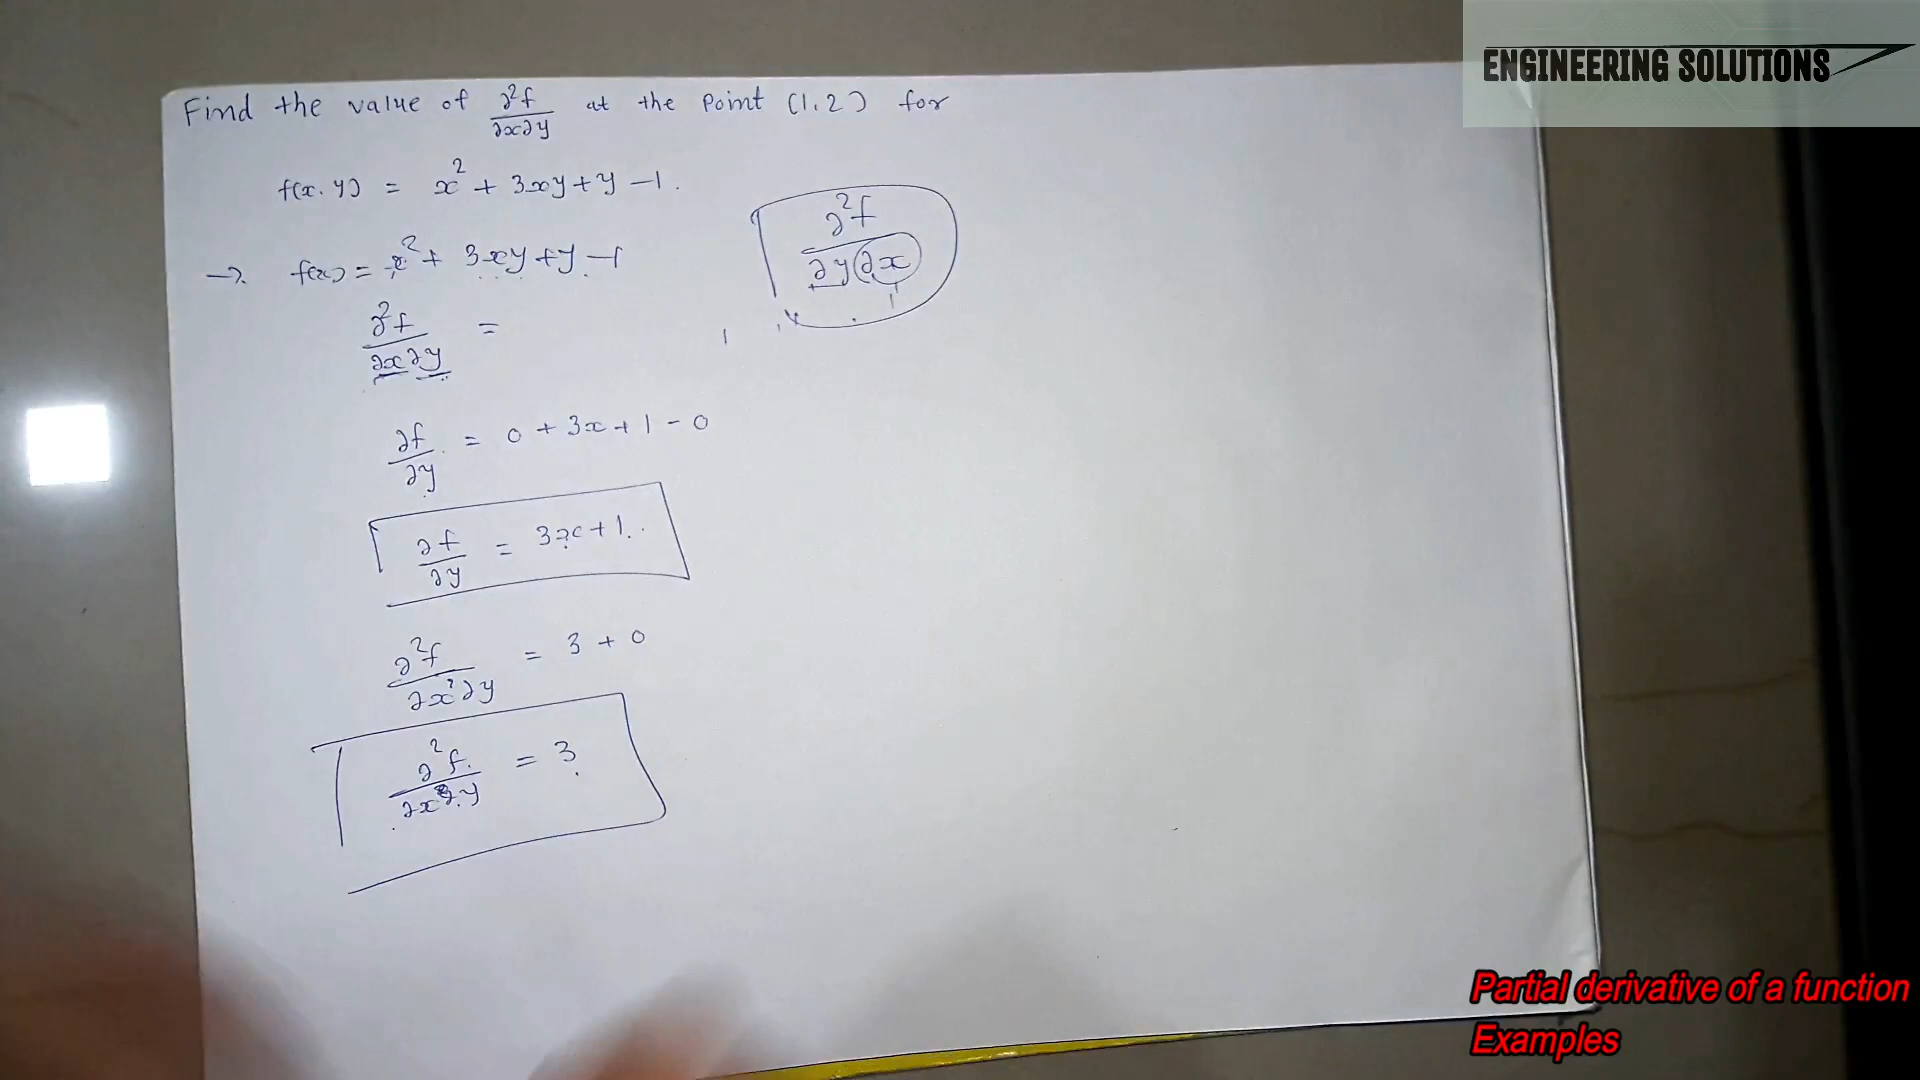 ENGINEERING SOLUTIONS
Find the value of ∂²f/∂x∂y at the point (1,2) for
f(x.y) = x² + 3xy + y - 1.
→ f(x) = x² + 3xy + y - 1
∂²f/∂y∂x
∂²f/∂x∂y =
∂f/∂y = 0 + 3x + 1 - 0
∂f/∂y = 3x + 1.
∂²f/∂x²∂y = 3 + 0
∂²f/∂x∂y = 3
Partial derivative of a function
Examples